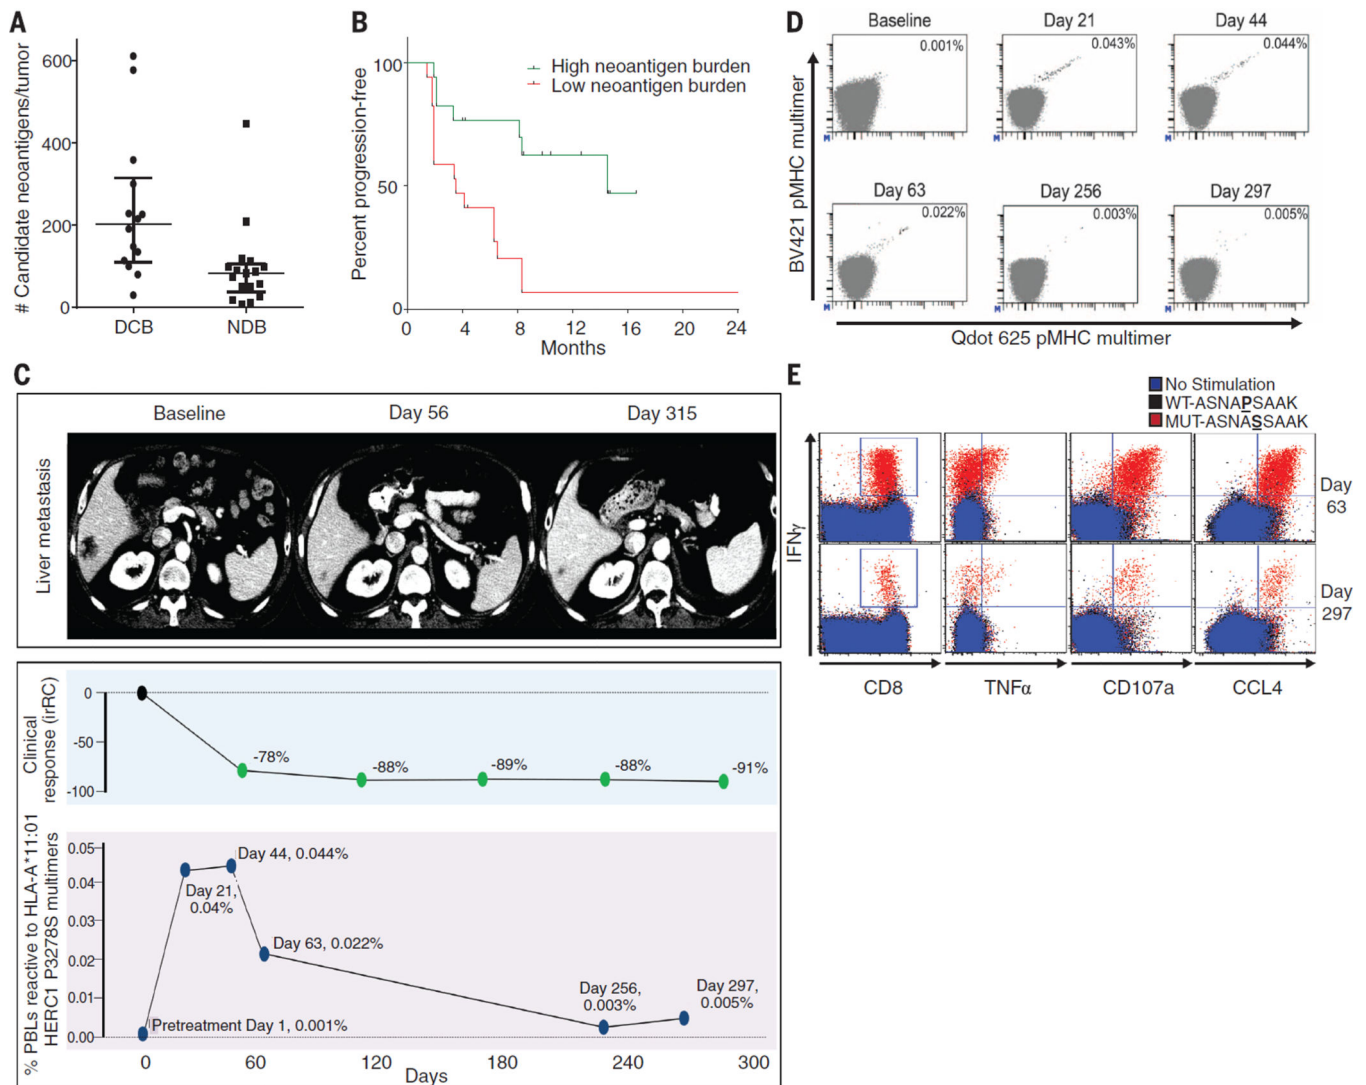 A
# Candidate neoantigens/tumor
600
400
200
0
DCB
NDB
B
Percent progression-free
100
50
0
High neoantigen burden
Low neoantigen burden
0
4
8
12
16
20
24
Months
C
Liver metastasis
Baseline
Day 56
Day 315
Clinical
response (irRC)
0
-50
-100
-78%
-88%
-89%
-88%
-91%
% PBLs reactive to HLA-A*11:01
HERC1 P3278S multimers
0.05
0.04
0.03
0.02
0.01
0.00
Day 44, 0.044%
Day 21,
0.04%
Day 63, 0.022%
Day 256,
0.003%
Day 297,
0.005%
Pretreatment Day 1, 0.001%
0
60
120
180
240
300
Days
D
BV421 pMHC multimer
Baseline
0.001%
Day 21
0.043%
Day 44
0.044%
Day 63
0.022%
Day 256
0.003%
Day 297
0.005%
Qdot 625 pMHC multimer
E
No Stimulation
WT-ASNAPSAAK
MUT-ASNASSAAK
IFNγ
Day
63
Day
297
CD8
TNFα
CD107a
CCL4